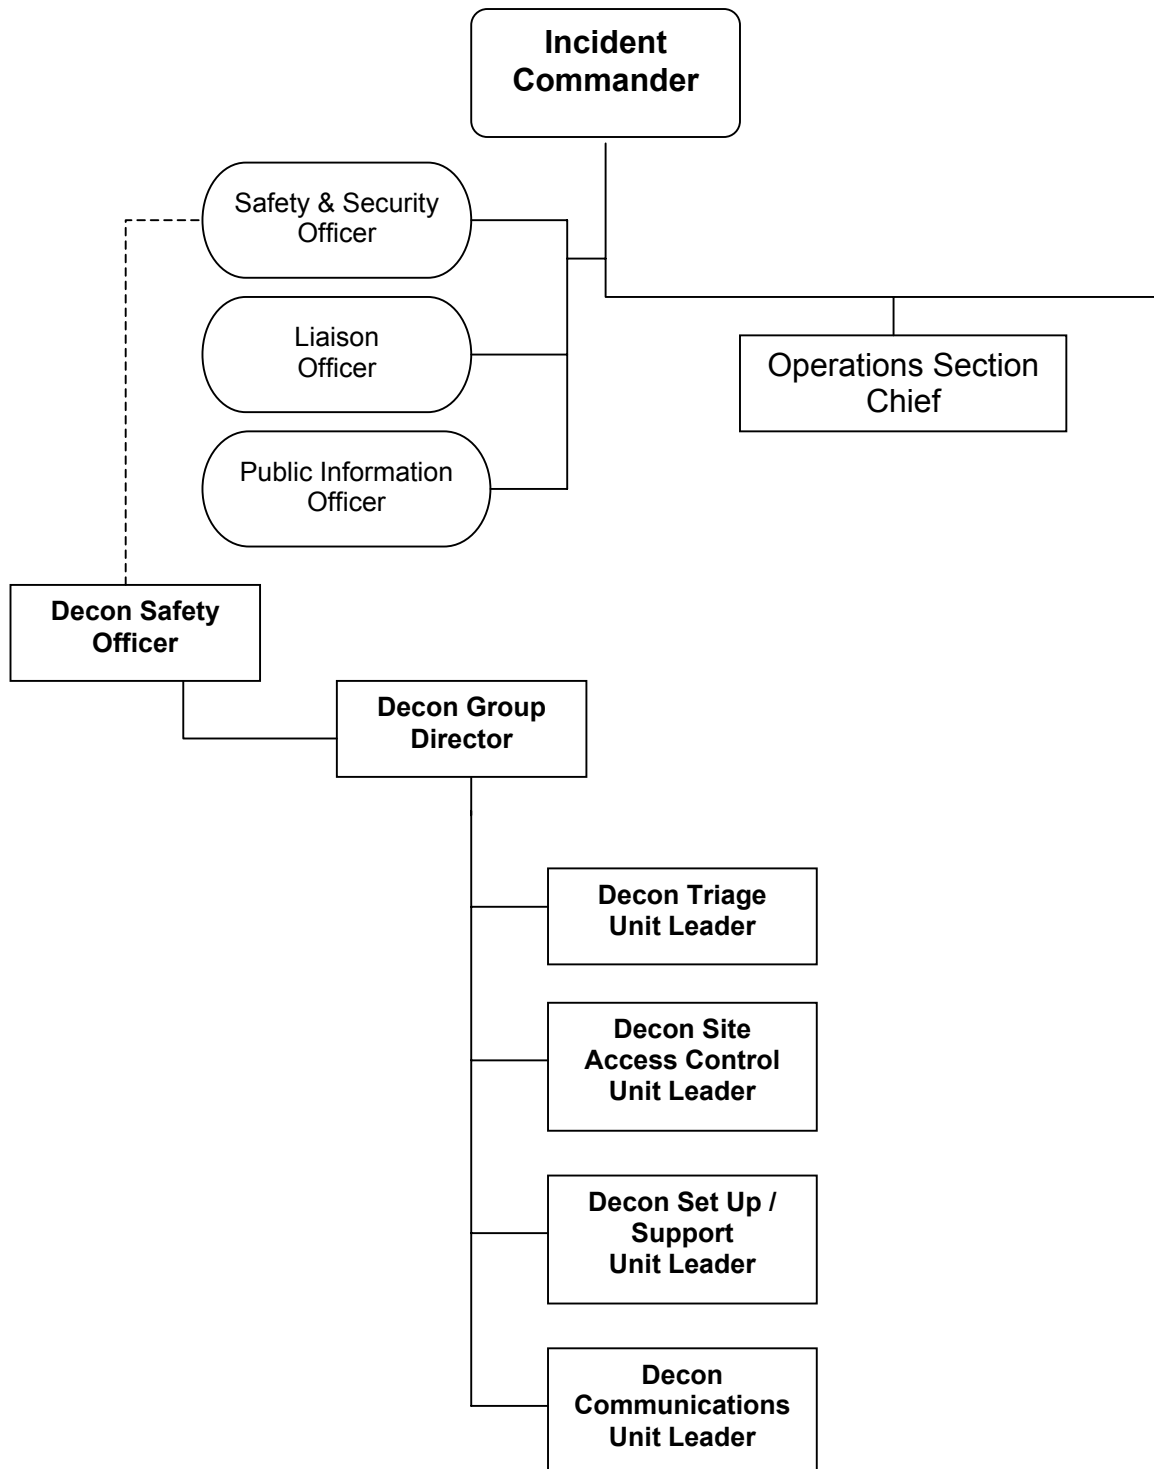 Incident
Commander
Safety & Security
Officer
Liaison
Officer
Operations Section
Chief
Public Information
Officer
Decon Safety
Officer
Decon Group
Director
Decon Triage
Unit Leader
Decon Site
Access Control
Unit Leader
Decon Set Up /
Support
Unit Leader
Decon
Communications
Unit Leader